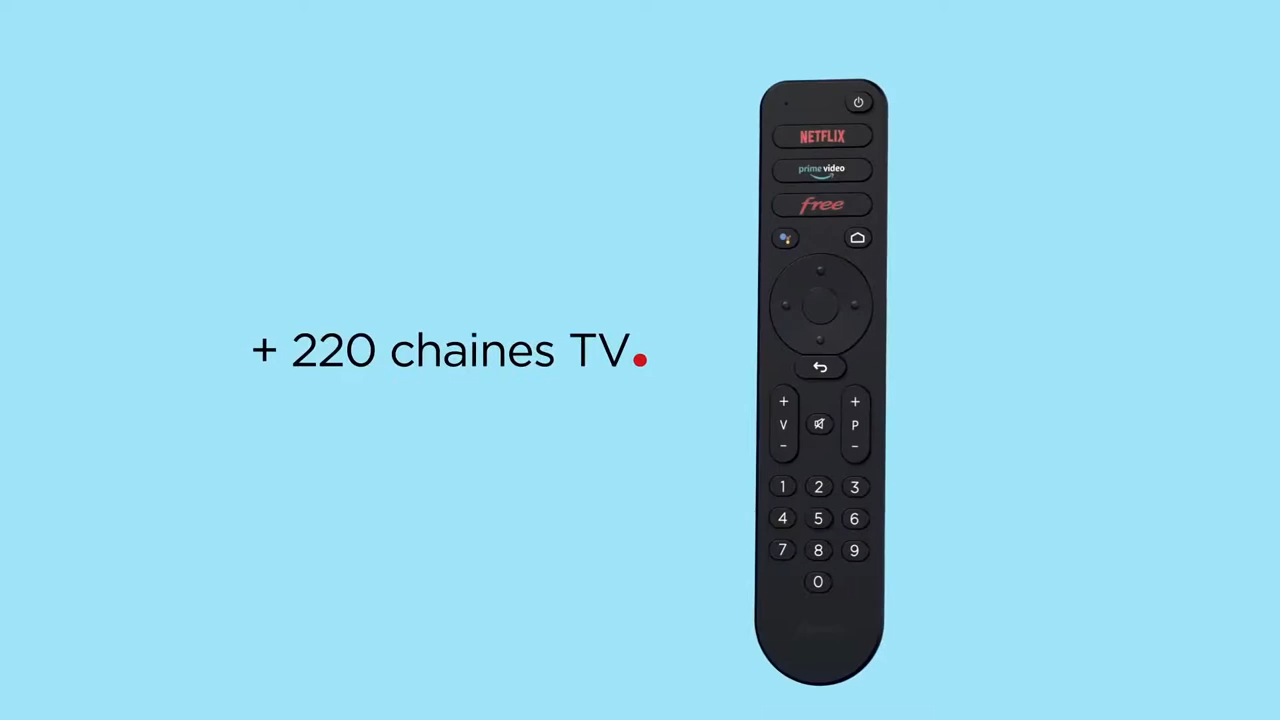 + 220 chaines TV.
NETFLIX
prime video
free
+ +
V P
- -
1 2 3
4 5 6
7 8 9
0